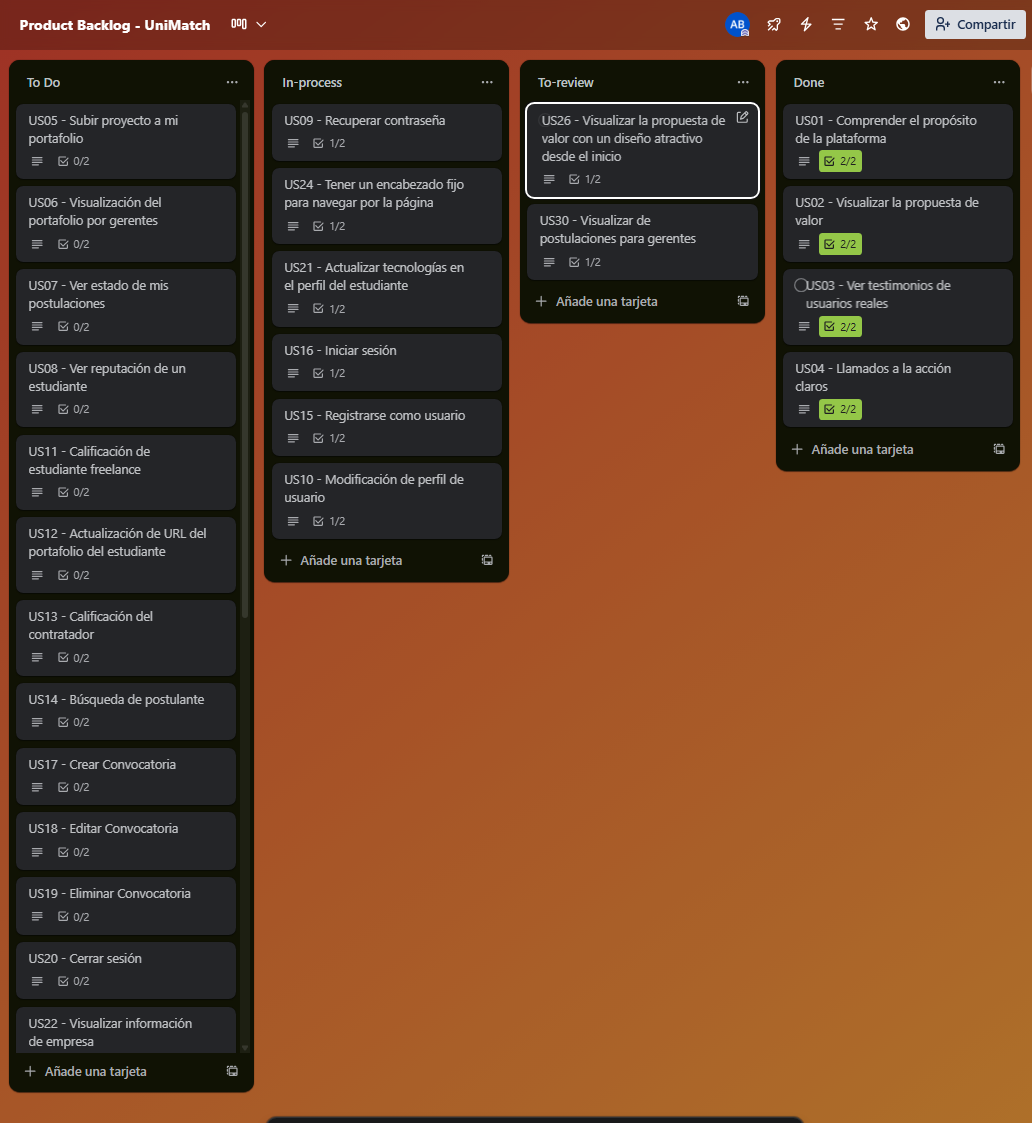 Product Backlog - UniMatch
AB
Compartir
To Do
US05 - Subir proyecto a mi
portafolio
0/2
US06 - Visualización del
portafolio por gerentes
0/2
US07 - Ver estado de mis
postulaciones
0/2
US08 - Ver reputación de un
estudiante
0/2
US11 - Calificación de
estudiante freelance
0/2
US12 - Actualización de URL del
portafolio del estudiante
0/2
US13 - Calificación del
contratador
0/2
US14 - Búsqueda de postulante
0/2
US17 - Crear Convocatoria
0/2
US18 - Editar Convocatoria
0/2
US19 - Eliminar Convocatoria
0/2
US20 - Cerrar sesión
0/2
US22 - Visualizar información
de empresa
Añade una tarjeta
In-process
US09 - Recuperar contraseña
1/2
US24 - Tener un encabezado fijo
para navegar por la página
1/2
US21 - Actualizar tecnologías en
el perfil del estudiante
1/2
US16 - Iniciar sesión
1/2
US15 - Registrarse como usuario
1/2
US10 - Modificación de perfil de
usuario
1/2
Añade una tarjeta
To-review
US26 - Visualizar la propuesta de
valor con un diseño atractivo
desde el inicio
1/2
US30 - Visualizar de
postulaciones para gerentes
1/2
Añade una tarjeta
Done
US01 - Comprender el propósito
de la plataforma
2/2
US02 - Visualizar la propuesta de
valor
2/2
US03 - Ver testimonios de
usuarios reales
2/2
US04 - Llamados a la acción
claros
2/2
Añade una tarjeta